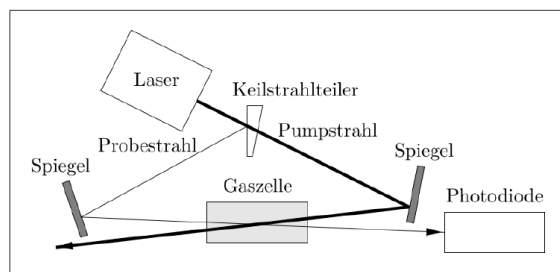 Laser
Keilstrahlteiler
Probestrahl
Pumpstrahl
Spiegel
Spiegel
Gaszelle
Photodiode